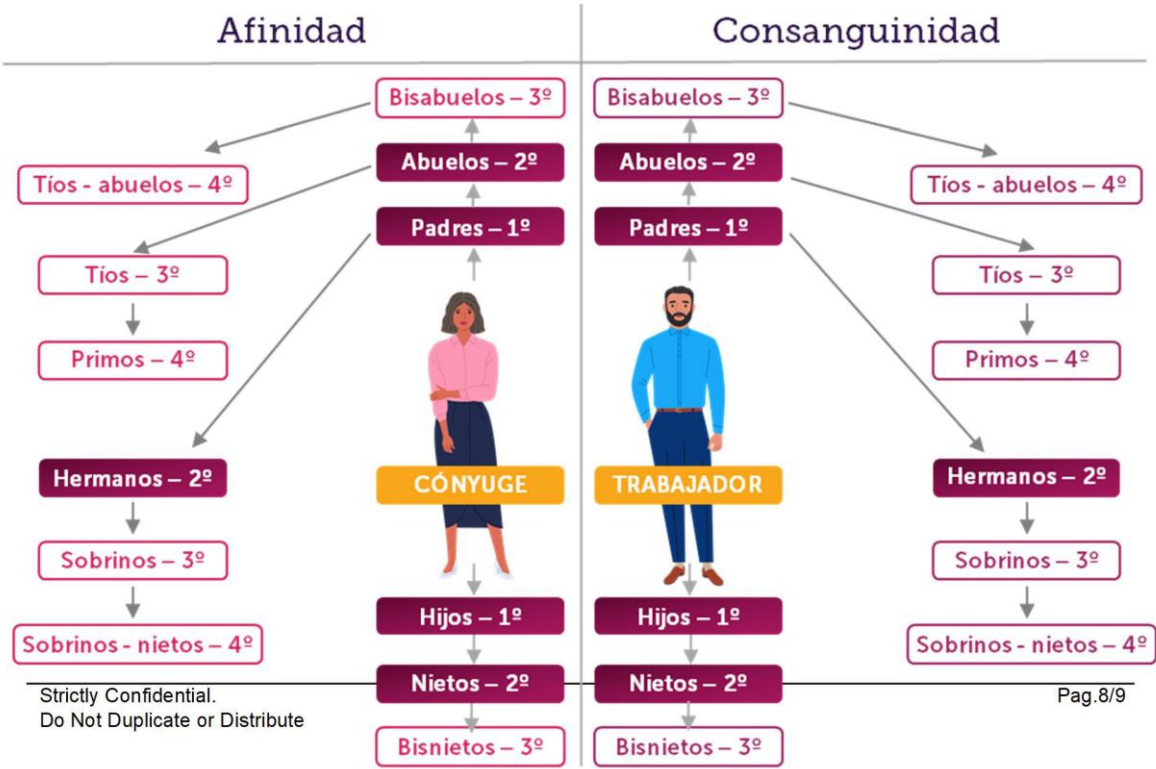 Afinidad
Consanguinidad
Bisabuelos – 3º
Bisabuelos – 3º
Abuelos – 2º
Abuelos – 2º
Tíos - abuelos – 4º
Tíos - abuelos – 4º
Padres – 1º
Padres – 1º
Tíos – 3º
Tíos – 3º
Primos – 4º
Primos – 4º
Hermanos – 2º
CÓNYUGE
TRABAJADOR
Hermanos – 2º
Sobrinos – 3º
Sobrinos – 3º
Hijos – 1º
Hijos – 1º
Sobrinos - nietos – 4º
Sobrinos - nietos – 4º
Nietos – 2º
Nietos – 2º
Strictly Confidential.
Pag.8/9
Do Not Duplicate or Distribute
Bisnietos – 3º
Bisnietos – 3º